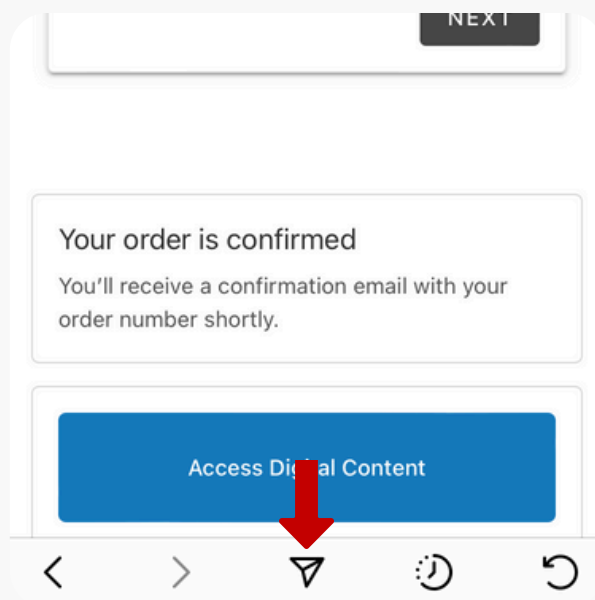 NEXT
Your order is confirmed
You’ll receive a confirmation email with your
order number shortly.
Access Digital Content